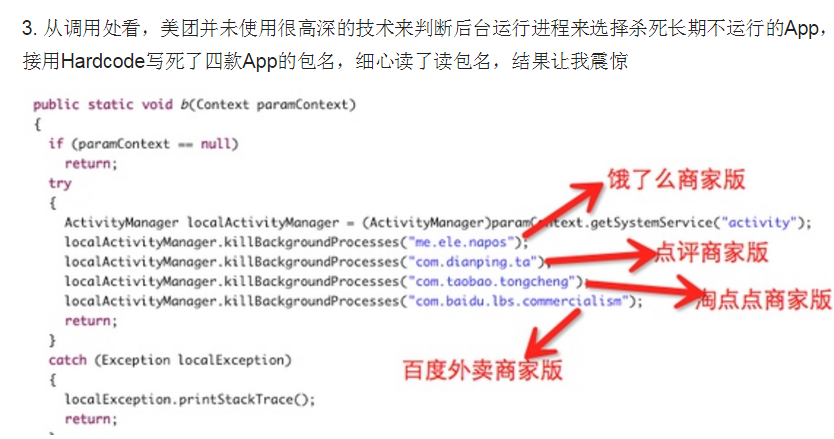 3. 从调用处看，美团并未使用很高深的技术来判断后台运行进程来选择杀死长期不运行的App，
接用Hardcode写死了四款App的包名，细心读了读包名，结果让我震惊
public static void b(Context paramContext)
{
if (paramContext == null)
return;
try
{
饿了么商家版
ActivityManager localActivityManager = (ActivityManager)paramContext.getSystemService("activity");
localActivityManager.killBackgroundProcesses("me.ele.napos");
localActivityManager.killBackgroundProcesses("com.dianping.ta");
点评商家版
localActivityManager.killBackgroundProcesses("com.taobao.tongcheng");
localActivityManager.killBackgroundProcesses("com.baidu.lbs.commercialism");
淘点点商家版
return;
}
百度外卖商家版
catch (Exception localException)
{
localException.printStackTrace();
return;